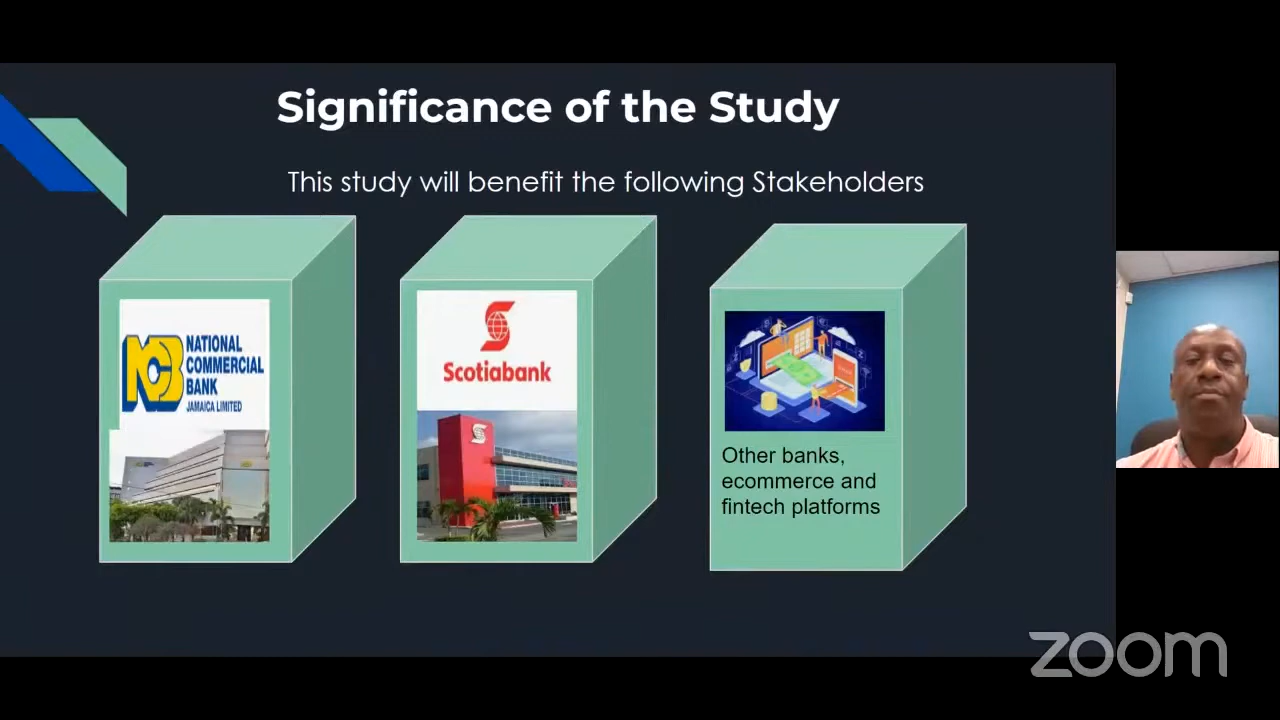 Significance of the Study
This study will benefit the following Stakeholders
NCB
NATIONAL
COMMERCIAL
BANK
JAMAICA LIMITED
Scotiabank
Other banks,
ecommerce and
fintech platforms
zoom